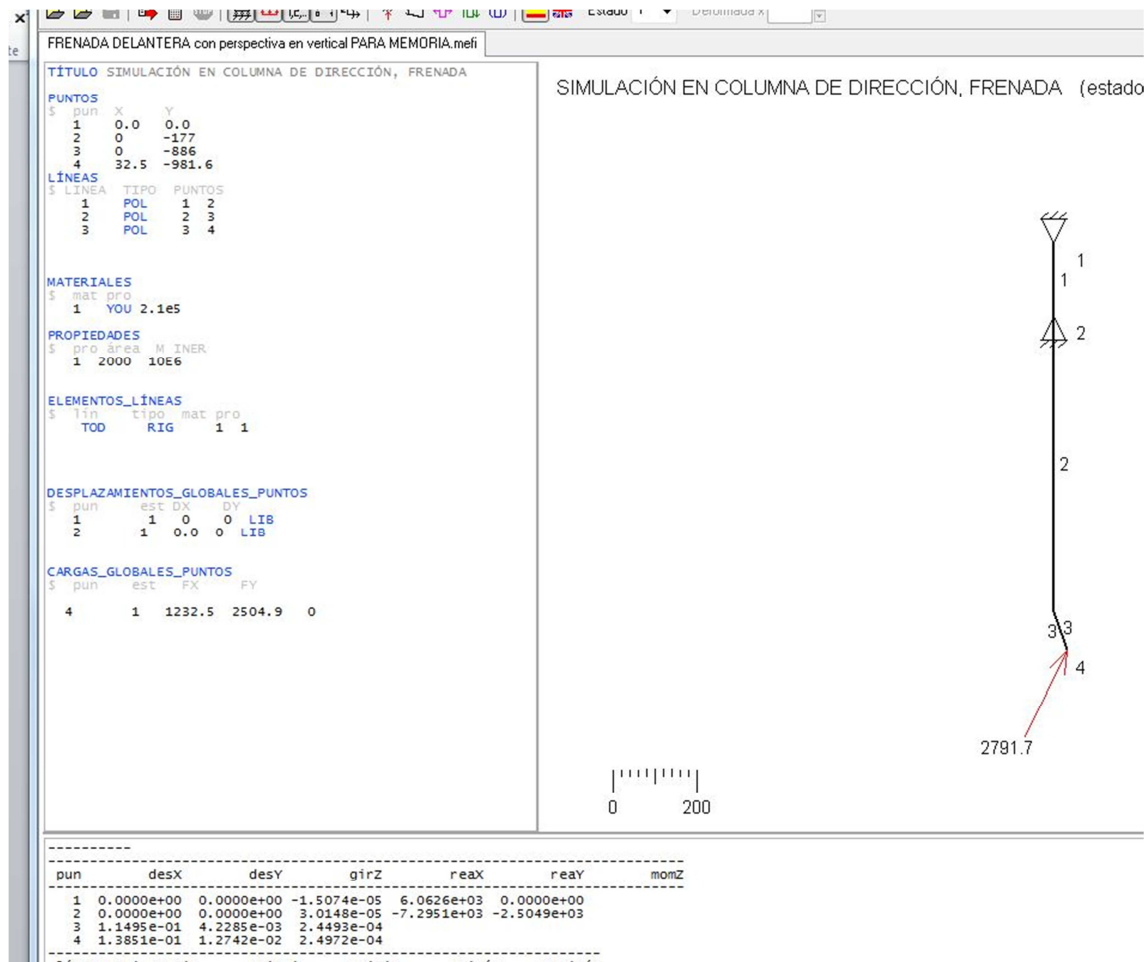 te
Estado 1
Deformada x
FRENADA DELANTERA con perspectiva en vertical PARA MEMORIA.mefi
TÍTULO SIMULACIÓN EN COLUMNA DE DIRECCIÓN, FRENADA
PUNTOS
$ pun X Y
1 0.0 0.0
2 0 -177
3 0 -886
4 32.5 -981.6
LÍNEAS
$ LINEA TIPO PUNTOS
1 POL 1 2
2 POL 2 3
3 POL 3 4
MATERIALES
$ mat pro
1 YOU 2.1e5
PROPIEDADES
$ pro área M INER
1 2000 10E6
ELEMENTOS_LÍNEAS
$ lin tipo mat pro
TOD RIG 1 1
DESPLAZAMIENTOS_GLOBALES_PUNTOS
$ pun est DX DY
1 1 0 0 LIB
2 1 0.0 0 LIB
CARGAS_GLOBALES_PUNTOS
$ pun est FX FY
4 1 1232.5 2504.9 0
SIMULACIÓN EN COLUMNA DE DIRECCIÓN, FRENADA (estado
1
1
2
2
3 3
4
2791.7
0 200
----------
pun desX desY girZ reaX reaY momZ
1 0.0000e+00 0.0000e+00 -1.5074e-05 6.0626e+03 0.0000e+00
2 0.0000e+00 0.0000e+00 3.0148e-05 -7.2951e+03 -2.5049e+03
3 1.1495e-01 4.2285e-03 2.4493e-04
4 1.3851e-01 1.2742e-02 2.4972e-04